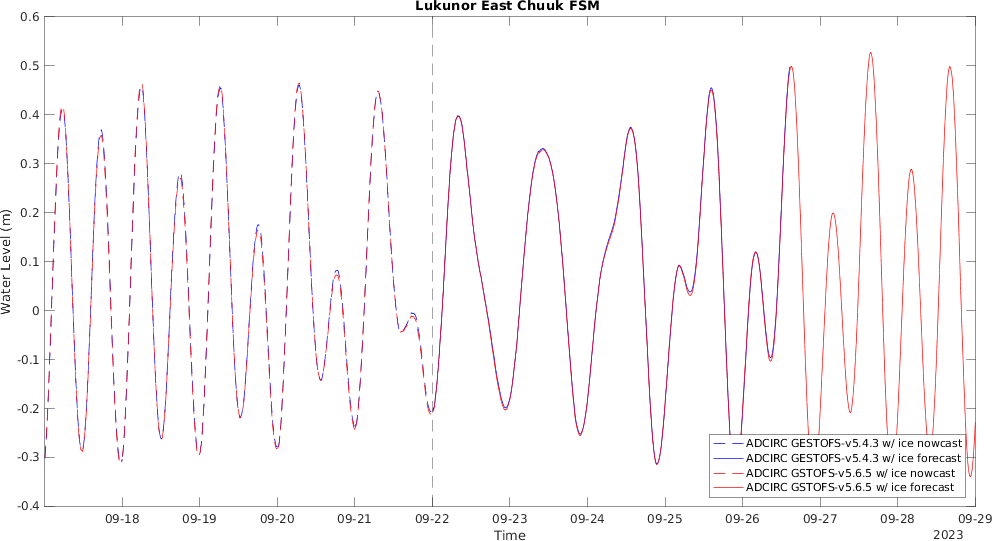 Lukunor East Chuuk FSM
0.6
0.5
0.4
0.3
0.2
0.1
0
-0.1
-0.2
-0.3
-0.4
Water Level (m)
ADCIRC GESTOFS-v5.4.3 w/ ice nowcast
ADCIRC GESTOFS-v5.4.3 w/ ice forecast
ADCIRC GSTOFS-v5.6.5 w/ ice nowcast
ADCIRC GSTOFS-v5.6.5 w/ ice forecast
09-18 09-19 09-20 09-21 09-22 09-23 09-24 09-25 09-26 09-27 09-28 09-29
Time
2023